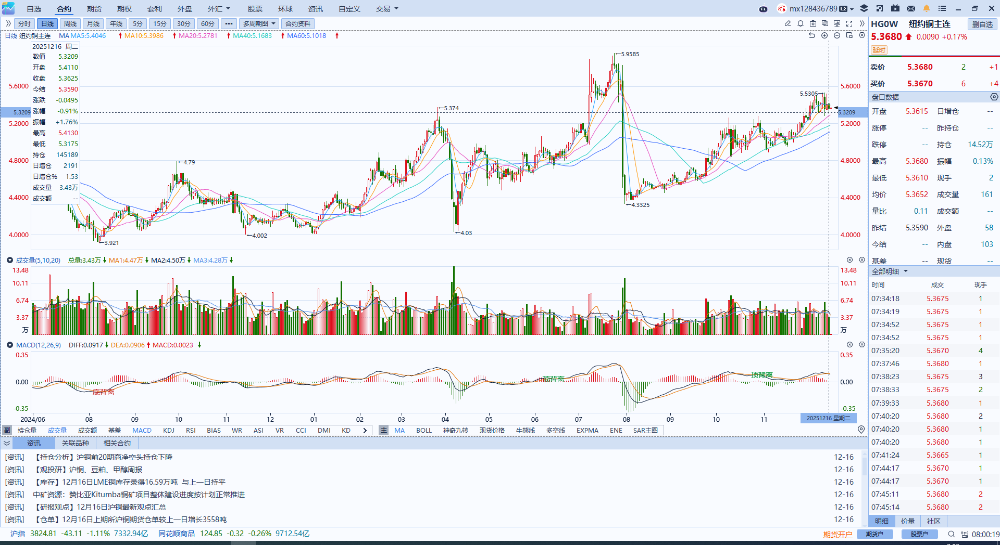 自选 合约 期货 期权 套利 外盘 外汇 股票 环球 资讯 自定义 交易 mx128436789 L2
分时 日线 周线 月线 年线 5分 15分 30分 60分 ••• 多周期图 合约资料
日线 纽约铜主连 MA MA5:5.4046 MA10:5.3986 MA20:5.2781 MA40:5.1683 MA60:5.1018
20251216 周二
数值 5.3209
开盘 5.4110
收盘 5.3625
今结 5.3590
涨跌 -0.0495
涨幅 -0.91%
振幅 +1.76%
最高 5.4130
最低 5.3175
持仓 145189
日增仓 2191
日增仓% 1.53
成交量 3.43万
成交额 --
5.6000
5.3209
5.2000
4.8000
4.4000
4.0000
5.9585
5.5305
5.374
4.79
4.3325
4.03
4.002
3.921
5.6000
5.3209
5.2000
4.8000
4.4000
4.0000
成交量(5,10,20) 总量:3.43万 MA1:4.47万 MA2:4.50万 MA3:4.28万
13.48 13.48
10.11 10.11
6.74 6.74
3.37 3.37
万 万
MACD(12,26,9) DIFF:0.0917 DEA:0.0906 MACD:0.0023
0.35 0.35
底背离 顶背离 顶背离
0.00 0.00
-0.35 -0.35
2024/06 08 09 10 11 12 01 02 03 04 05 06 07 08 09 10 11 20251216 星期二
副 持仓量 成交量 成交额 基差 MACD KDJ RSI BIAS WR ASI VR CCI DMI KD 主 MA BOLL 神奇九转 现货价格 牛能线 多空线 EXPMA ENE SAR主图
资讯 关联品种 相关合约
[资讯] 【持仓分析】沪铜前20期商净空头持仓下降 12-16
[资讯] 【观投研】沪铜、豆粕、甲醇周报 12-16
[资讯] 【库存】12月16日LME铜库存录得16.59万吨 与上一日持平 12-16
[资讯] 中矿资源：赞比亚Kitumba铜矿项目整体建设进度按计划正常推进 12-16
[资讯] 【研报观点】12月16日沪铜最新观点汇总 12-16
[资讯] 【仓单】12月16日上期所沪铜期货仓单较上一日增长3558吨 12-16
沪指 3824.81 -43.11 -1.11% 7332.94亿 同花顺商品 124.85 -0.32 -0.26% 9712.54亿
期货开户 期货户 股票户 08:00:19
HG0W 纽约铜主连 删自选
5.3680 0.0090 +0.17%
延时
卖价 5.3680 2 +1
买价 5.3670 6 +4
盘口数据
开盘 5.3615 日增仓 --
涨停 -- 昨持仓 --
跌停 -- 持仓 14.52万
最高 5.3680 振幅 0.13%
最低 5.3610 现手 2
均价 5.3652 成交量 161
量比 0.11 成交额 --
昨结 5.3590 外盘 58
今结 -- 内盘 103
基差 -- 现货 --
全部明细
时间 成交 现手
07:34:18 5.3675 1
07:34:19 5.3675 1
07:34:52 5.3675 1
07:34:52 5.3675 1
07:35:20 5.3670 4
07:37:46 5.3680 1
07:38:23 5.3675 3
07:38:33 5.3675 2
07:39:33 5.3680 1
07:40:20 5.3680 2
07:40:20 5.3680 1
07:40:20 5.3680 1
07:41:24 5.3665 1
07:44:17 5.3670 1
07:44:17 5.3670 1
07:45:11 5.3680 2
07:45:14 5.3680 2
明细 价量 社区